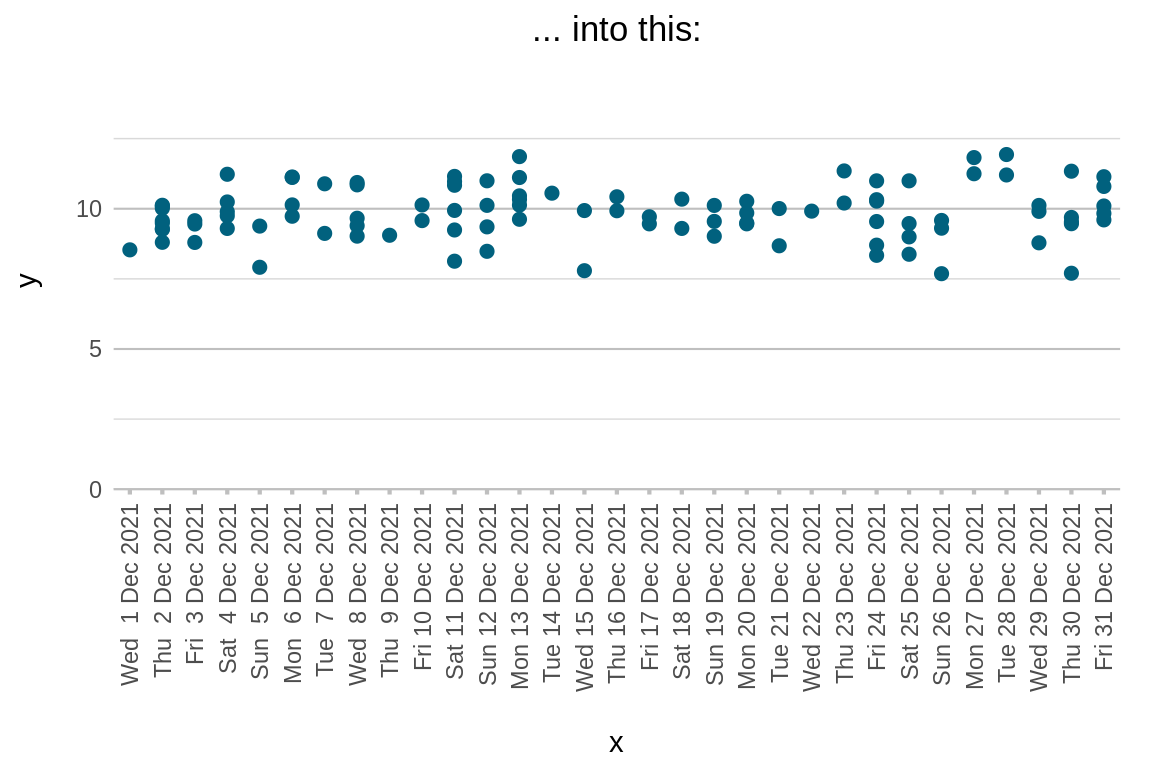 ... into this:
y
10
5
0
Wed  1 Dec 2021
Thu  2 Dec 2021
Fri  3 Dec 2021
Sat  4 Dec 2021
Sun  5 Dec 2021
Mon  6 Dec 2021
Tue  7 Dec 2021
Wed  8 Dec 2021
Thu  9 Dec 2021
Fri 10 Dec 2021
Sat 11 Dec 2021
Sun 12 Dec 2021
Mon 13 Dec 2021
Tue 14 Dec 2021
Wed 15 Dec 2021
Thu 16 Dec 2021
Fri 17 Dec 2021
Sat 18 Dec 2021
Sun 19 Dec 2021
Mon 20 Dec 2021
Tue 21 Dec 2021
Wed 22 Dec 2021
Thu 23 Dec 2021
Fri 24 Dec 2021
Sat 25 Dec 2021
Sun 26 Dec 2021
Mon 27 Dec 2021
Tue 28 Dec 2021
Wed 29 Dec 2021
Thu 30 Dec 2021
Fri 31 Dec 2021
x